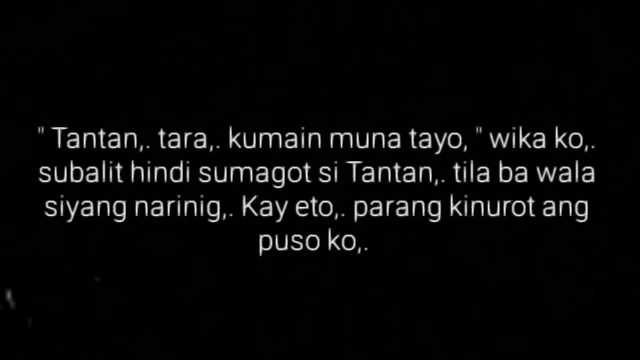 " Tantan,. tara,. kumain muna tayo, " wika ko,.
subalit hindi sumagot si Tantan,. tila ba wala
siyang narinig,. Kay eto,. parang kinurot ang
puso ko,.